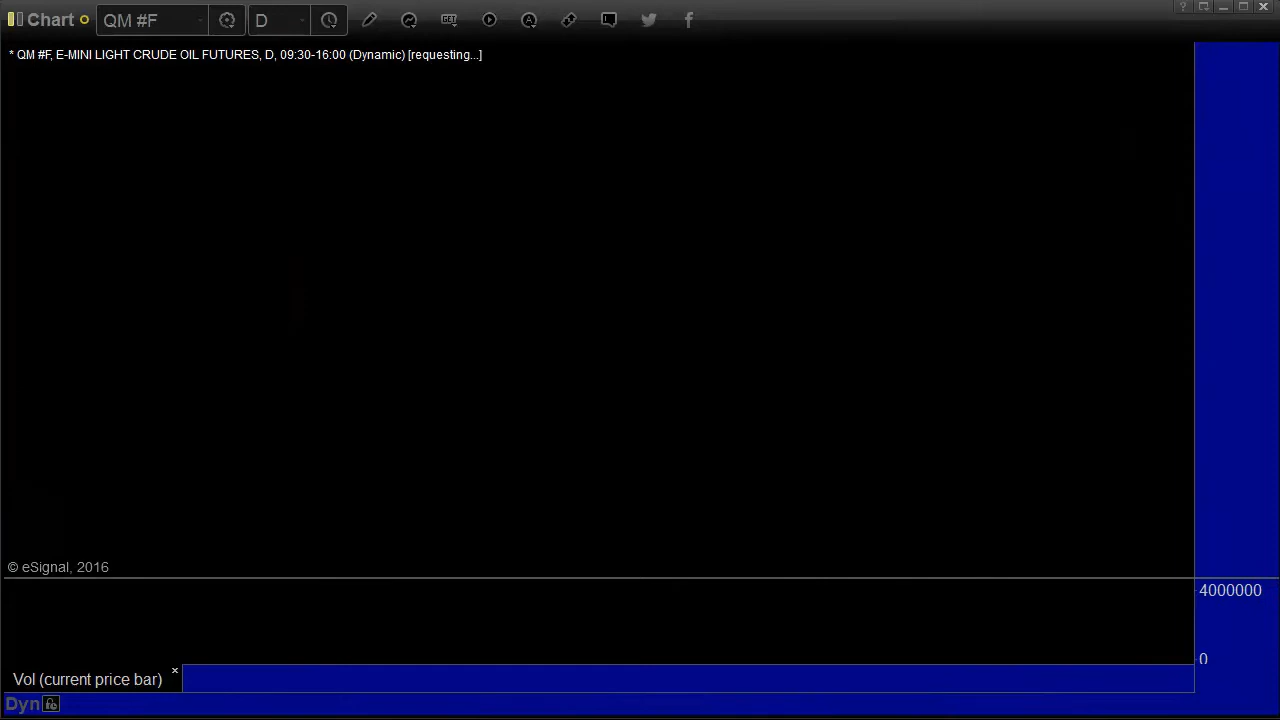 Chart QM #F D GET A
* QM #F, E-MINI LIGHT CRUDE OIL FUTURES, D, 09:30-16:00 (Dynamic) [requesting...]
© eSignal, 2016
4000000
0
Vol (current price bar) ×
Dyn